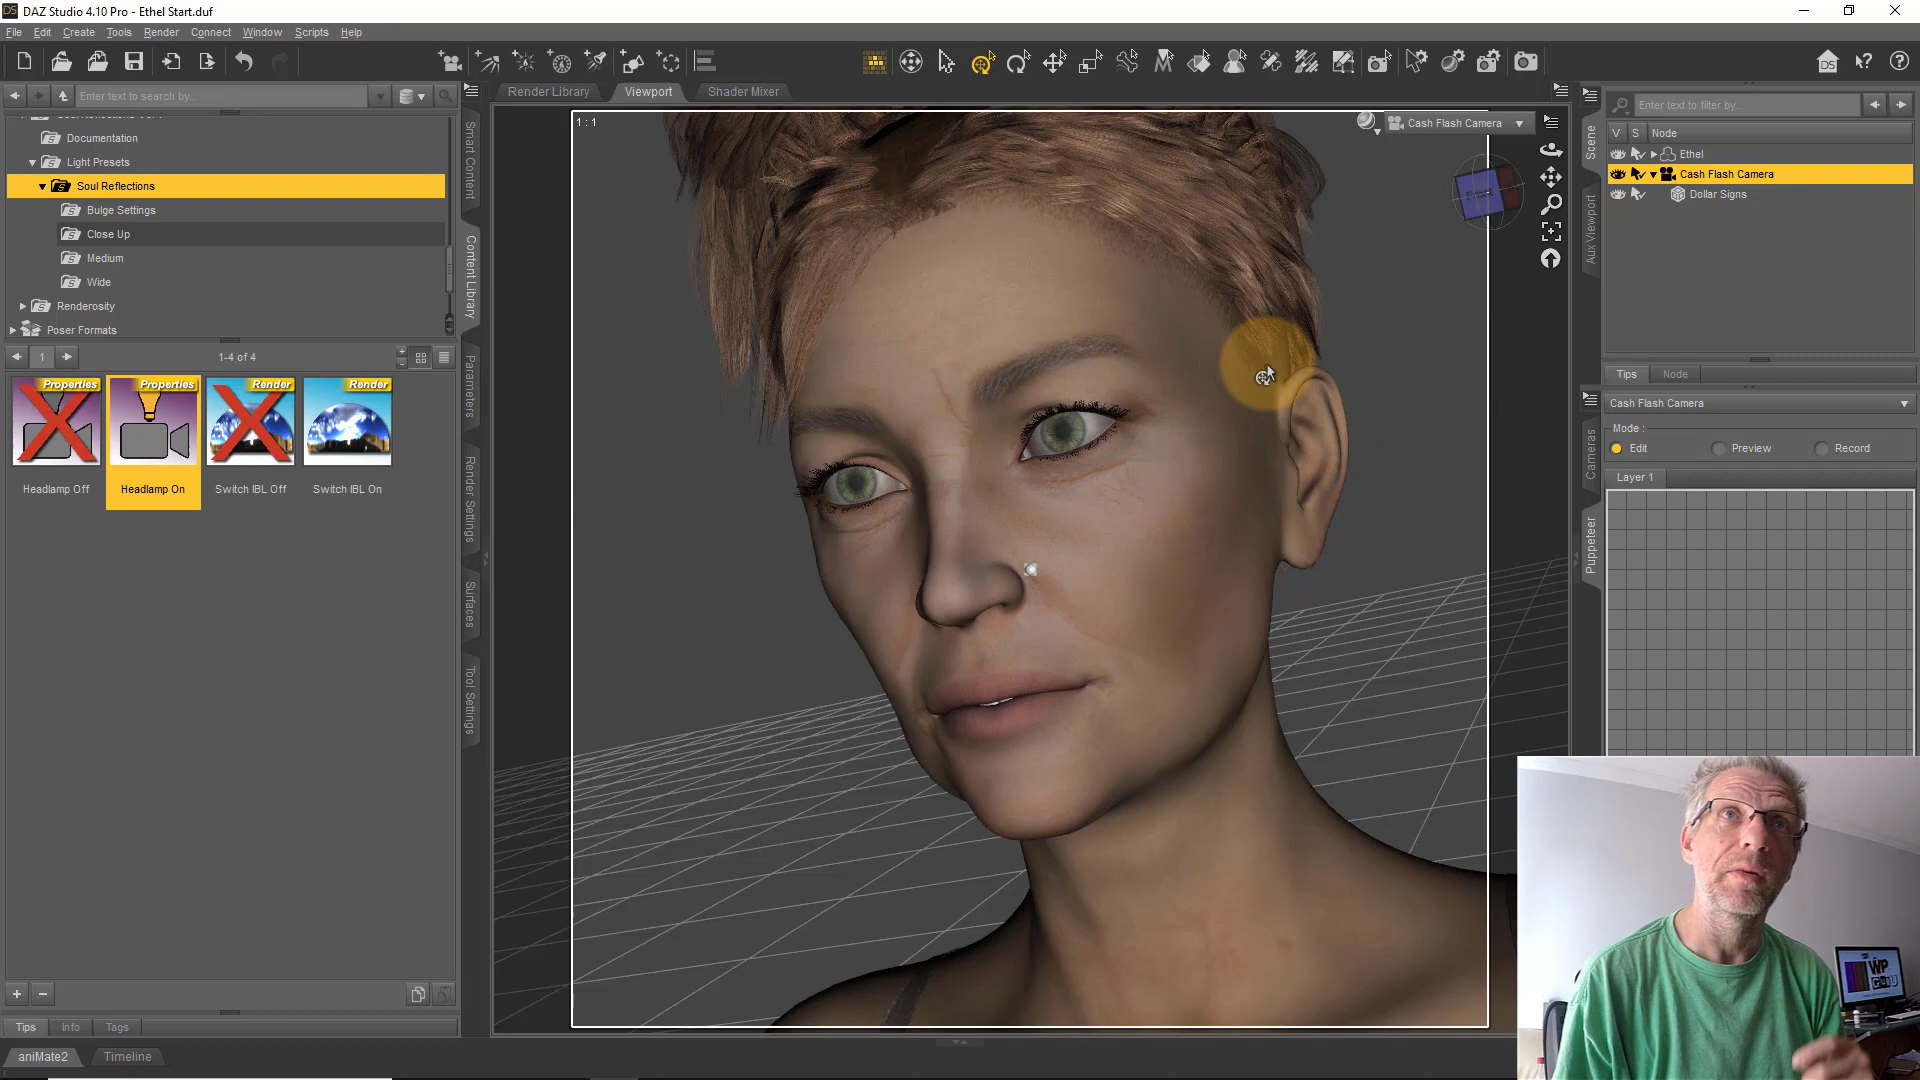 DAZ Studio 4.10 Pro - Ethel Start.duf
File Edit Create Tools Render Connect Window Scripts Help
Enter text to search by...
Documentation
Light Presets
Soul Reflections
Bulge Settings
Close Up
Medium
Wide
Renderosity
Poser Formats
1
1-4 of 4
Properties
Properties
Render
Render
Headlamp Off
Headlamp On
Switch IBL Off
Switch IBL On
Tips Info Tags
aniMate2 Timeline
Smart Content
Content Library
Parameters
Render Settings
Surfaces
Tool Settings
Render Library Viewport Shader Mixer
1 : 1
Cash Flash Camera
Front
Scene
Aux Viewport
Enter text to filter by...
V S Node
Ethel
Cash Flash Camera
Dollar Signs
Tips Node
Cameras
Puppeteer
Cash Flash Camera
Mode :
Edit Preview Record
Layer 1
WP
GURU